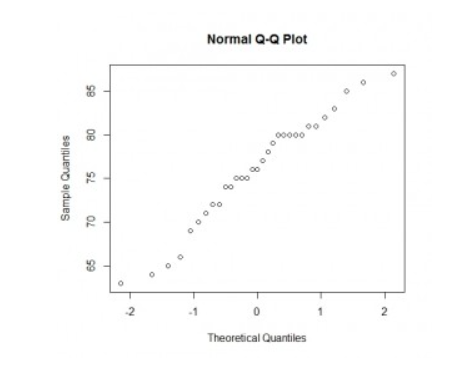 Normal Q-Q Plot
85
80
75
70
65
Sample Quantiles
-2 -1 0 1 2
Theoretical Quantiles